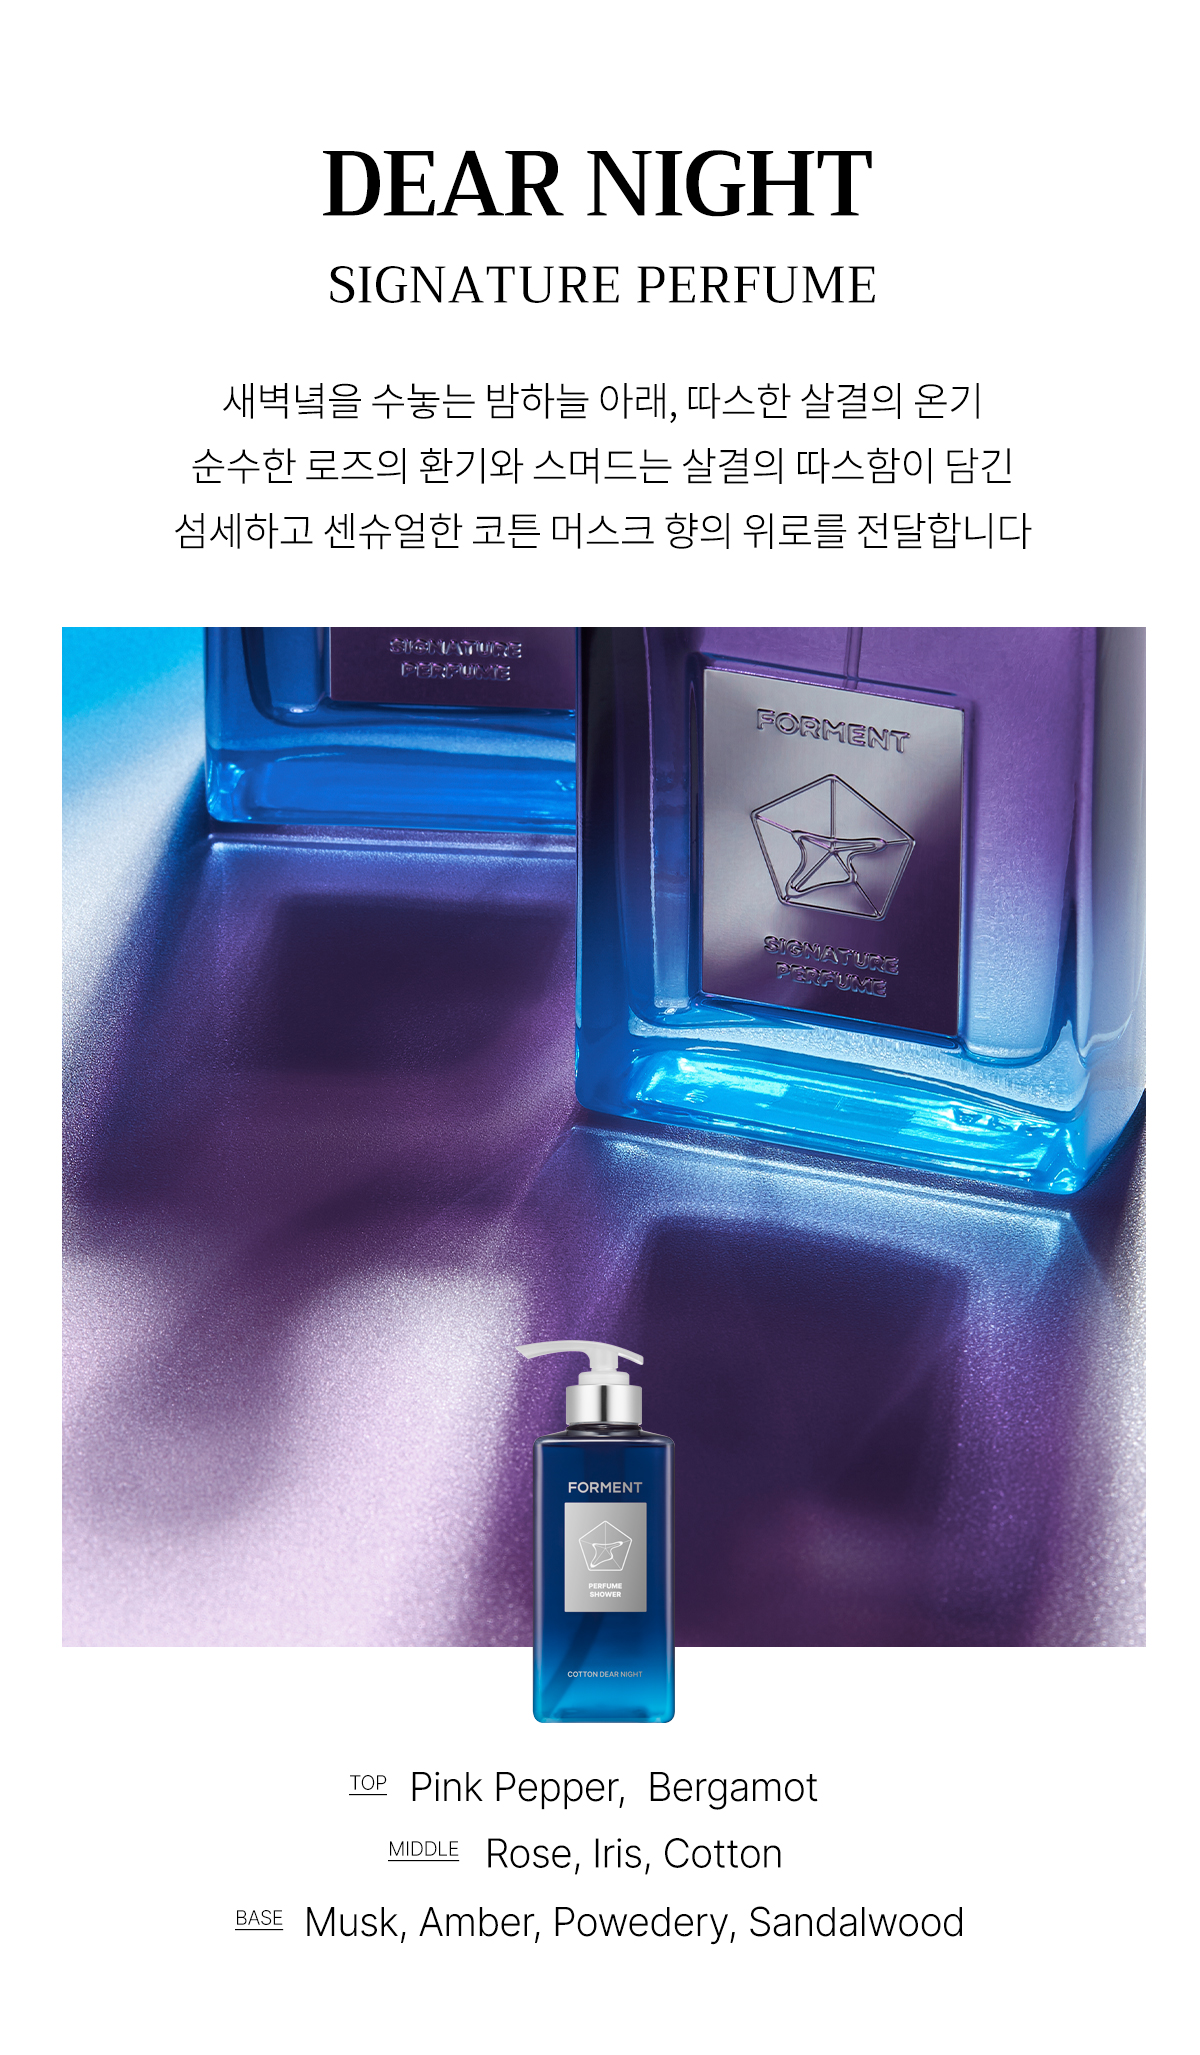 DEAR NIGHT
SIGNATURE PERFUME
새벽녘을 수놓는 밤하늘 아래, 따스한 살결의 온기
순수한 로즈의 환기와 스며드는 살결의 따스함이 담긴
섬세하고 센슈얼한 코튼 머스크 향의 위로를 전달합니다
SIGNATURE
PERFUME
FORMENT
SIGNATURE
PERFUME
FORMENT
PERFUME
SHOWER
COTTON DEAR NIGHT
TOP Pink Pepper, Bergamot
MIDDLE Rose, Iris, Cotton
BASE Musk, Amber, Powedery, Sandalwood